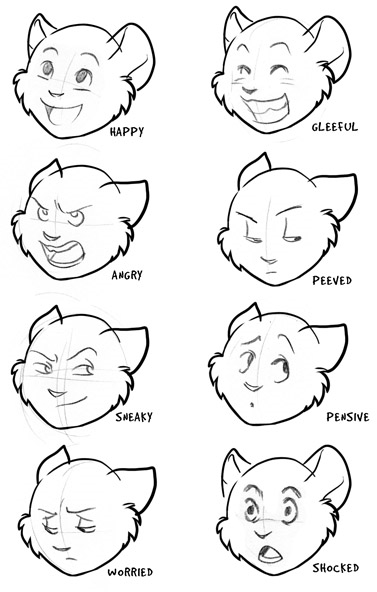 HAPPY
GLEEFUL
ANGRY
PEEVED
SNEAKY
PENSIVE
WORRIED
SHOCKED